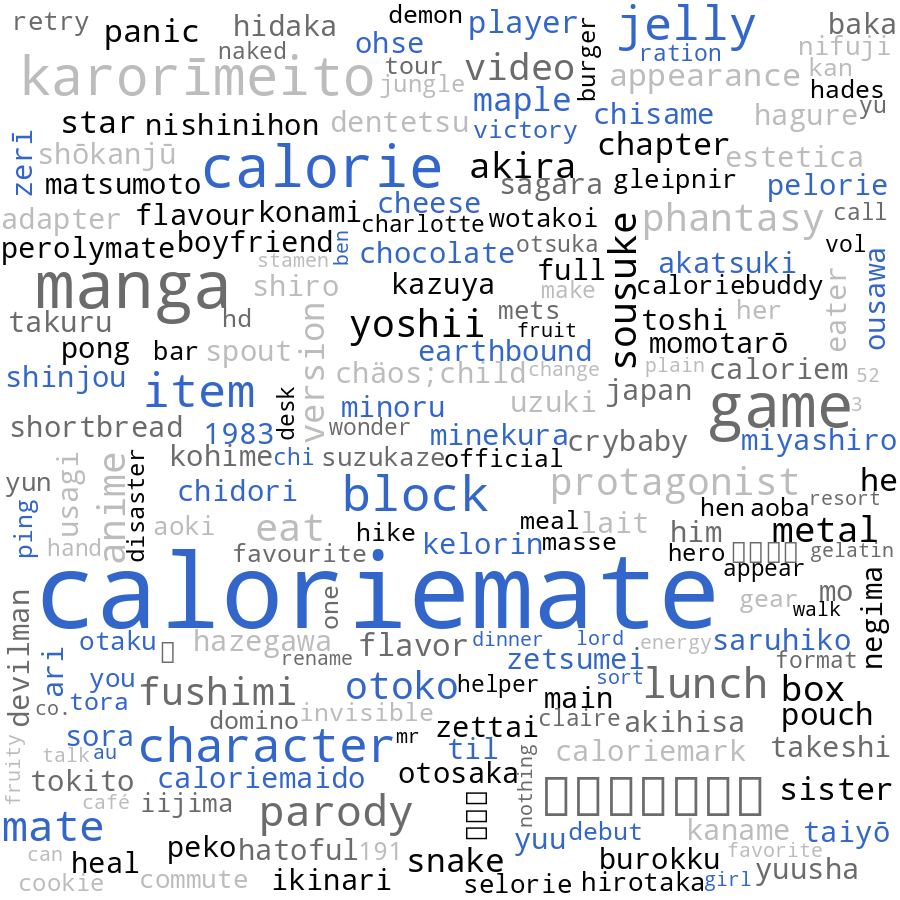 retry panic hidaka demon player jelly baka
naked ohse burger ration nifuji
karorīmeito tour video appearance kan
jungle maple hades
star nishinihon dentetsu victory chisame hagure yu
zerī shōkanjū calorie akira chapter estetica
matsumoto sagara gleipnir pelorie
adapter flavour konami cheese charlotte wotakoi sousuke phantasy call
perolymate boyfriend ben chocolate otsuka vol
stamen full akatsuki ousawa
manga shiro kazuya make caloriebuddy eater
takuru hd version yoshii mets fruit toshi her
pong bar spout earthbound momotarō
shinjou item chäos;child change plain caloriem 52
desk minoru uzuki japan game 3
shortbread 1983 wonder minekura crybaby miyashiro
kohime chi suzukaze official
yun usagi anime disaster chidori block protagonist he
ping aoki eat hike meal lait hen aoba resort
hand favourite kelorin masse him metal
hero gelatin
caloriemate appear negima
devilman one gear walk mo
otaku hazegawa flavor dinner lord energy saruhiko
ari rename zetsumei format
you fushimi otoko helper sort lunch box
tora co. domino invisible main pouch
sora character mr zettai claire akihisa
talk au til caloriemark takeshi
fruity tokito caloriemaido otosaka nothing sister
café iijima parody
mate yuu debut kaname taiyō
can heal peko hatoful 191 snake burokku favorite yuusha
cookie commute ikinari selorie hirotaka girl